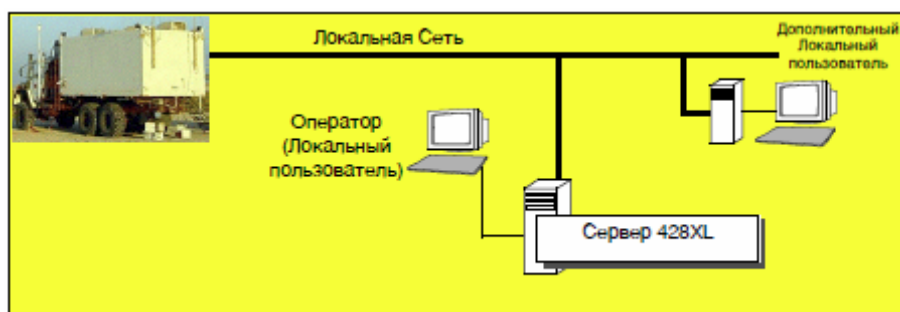 Локальная Сеть
Дополнительный
Локальный
пользователь
Оператор
(Локальный
пользователь)
Сервер 428XL